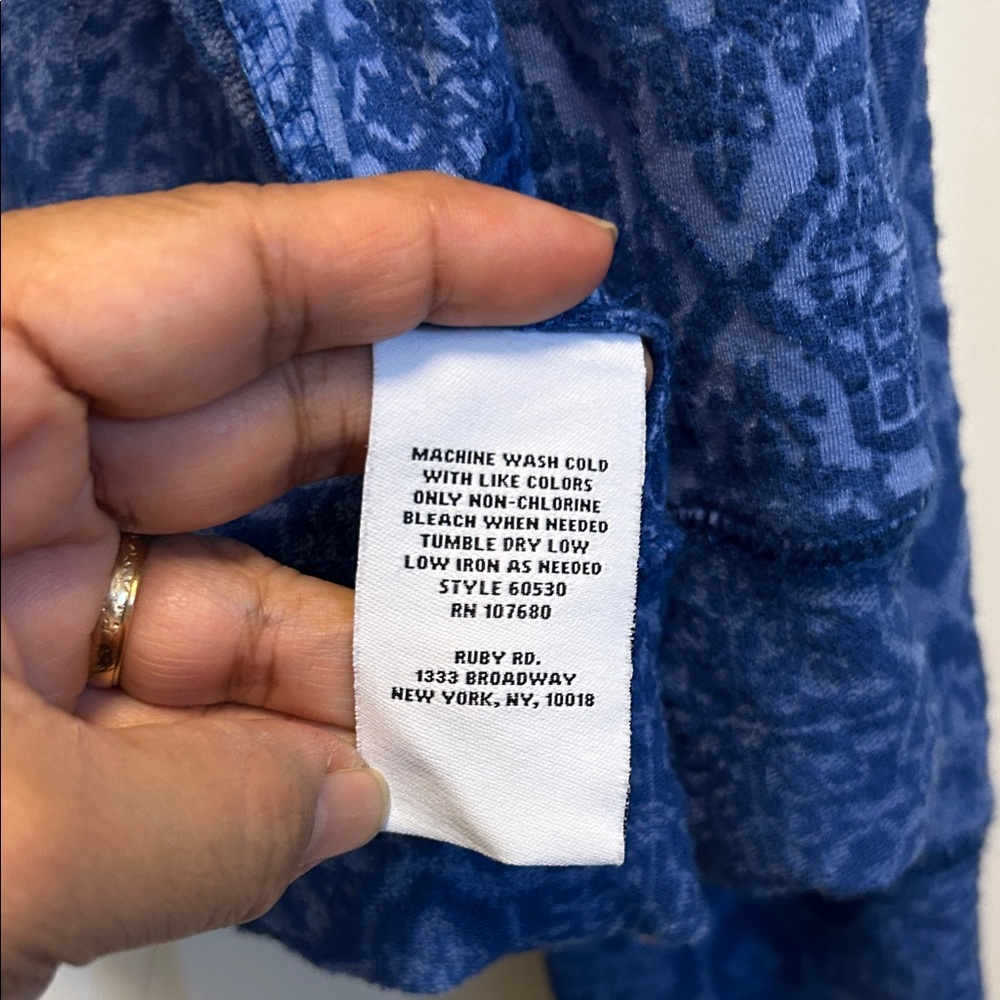 MACHINE WASH COLD
WITH LIKE COLORS
ONLY NON-CHLORINE
BLEACH WHEN NEEDED
TUMBLE DRY LOW
LOW IRON AS NEEDED
STYLE 60530
RN 107680
RUBY RD.
1333 BROADWAY
NEW YORK, NY, 10018